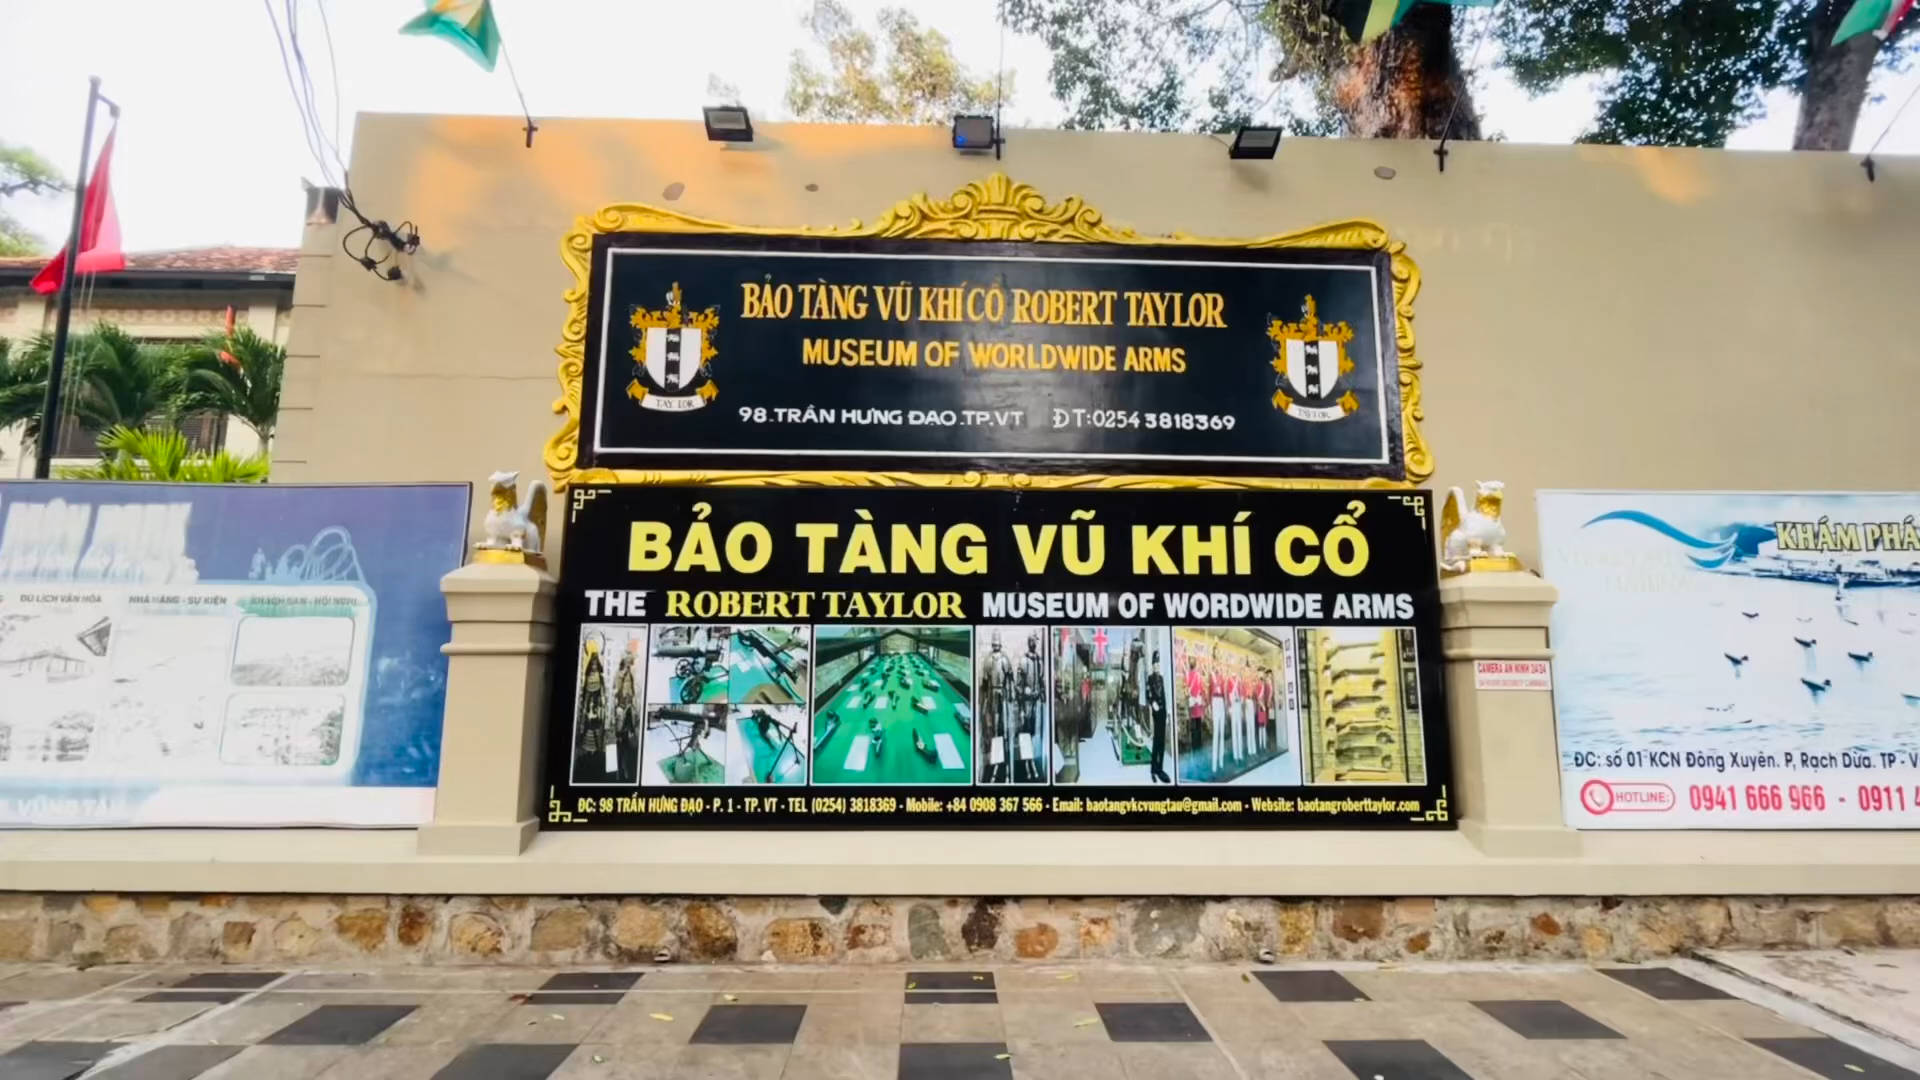 BẢO TÀNG VŨ KHÍ CỔ ROBERT TAYLOR
MUSEUM OF WORLDWIDE ARMS
TAYLOR
TAYLOR
98.TRẦN HƯNG ĐẠO.TP.VT ĐT:0254 3818369
BẢO TÀNG VŨ KHÍ CỔ
THE ROBERT TAYLOR MUSEUM OF WORDWIDE ARMS
ĐC: 98 TRẦN HƯNG ĐẠO - P. 1 - TP. VT - TEL (0254) 3818369 - Mobile: +84 0908 367 566 - Email: baotangvkcvungtau@gmail.com - Website: baotangroberttaylor.com
DU LỊCH VĂN HÓA
NHÀ HÀNG - SỰ KIỆN
KHÁCH SẠN - HỘI NGHỊ
VŨNG TÀU
CAMERA AN NINH 24/24
KHÁM PHÁ
ĐC: số 01 KCN Đông Xuyên. P, Rạch Dừa. TP - V
HOTLINE: 0941 666 966 - 0911 4